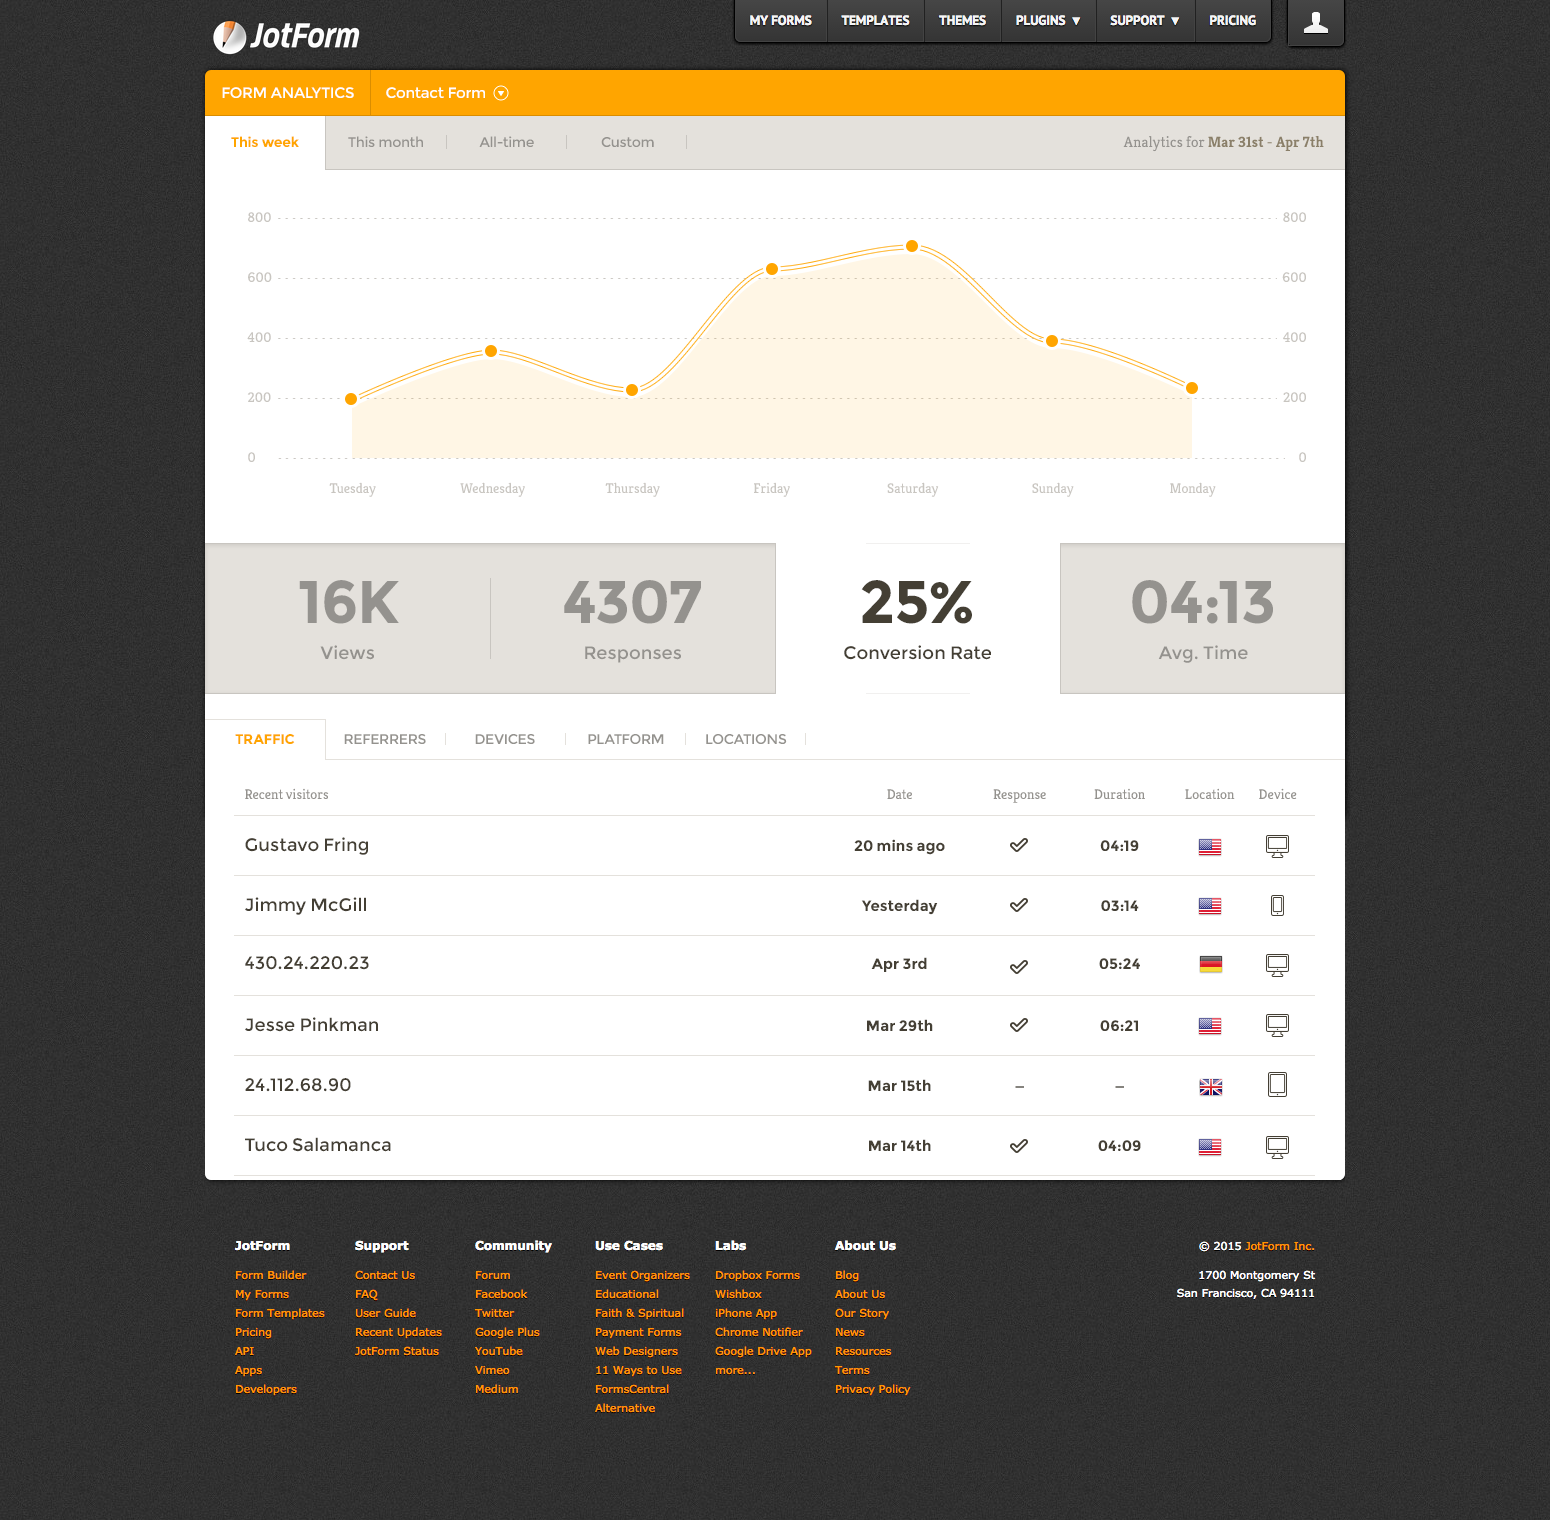 JotForm
MY FORMS TEMPLATES THEMES PLUGINS ▼ SUPPORT ▼ PRICING
FORM ANALYTICS Contact Form
This week This month All-time Custom Analytics for Mar 31st - Apr 7th
800 800
600 600
400 400
200 200
0 0
Tuesday Wednesday Thursday Friday Saturday Sunday Monday
16K 4307 25% 04:13
Views Responses Conversion Rate Avg. Time
TRAFFIC REFERRERS DEVICES PLATFORM LOCATIONS
Recent visitors Date Response Duration Location Device
Gustavo Fring 20 mins ago 04:19
Jimmy McGill Yesterday 03:14
430.24.220.23 Apr 3rd 05:24
Jesse Pinkman Mar 29th 06:21
24.112.68.90 Mar 15th – –
Tuco Salamanca Mar 14th 04:09
JotForm
Form Builder
My Forms
Form Templates
Pricing
API
Apps
Developers
Support
Contact Us
FAQ
User Guide
Recent Updates
JotForm Status
Community
Forum
Facebook
Twitter
Google Plus
YouTube
Vimeo
Medium
Use Cases
Event Organizers
Educational
Faith & Spiritual
Payment Forms
Web Designers
11 Ways to Use
FormsCentral
Alternative
Labs
Dropbox Forms
Wishbox
iPhone App
Chrome Notifier
Google Drive App
more...
About Us
Blog
About Us
Our Story
News
Resources
Terms
Privacy Policy
© 2015 JotForm Inc.
1700 Montgomery St
San Francisco, CA 94111